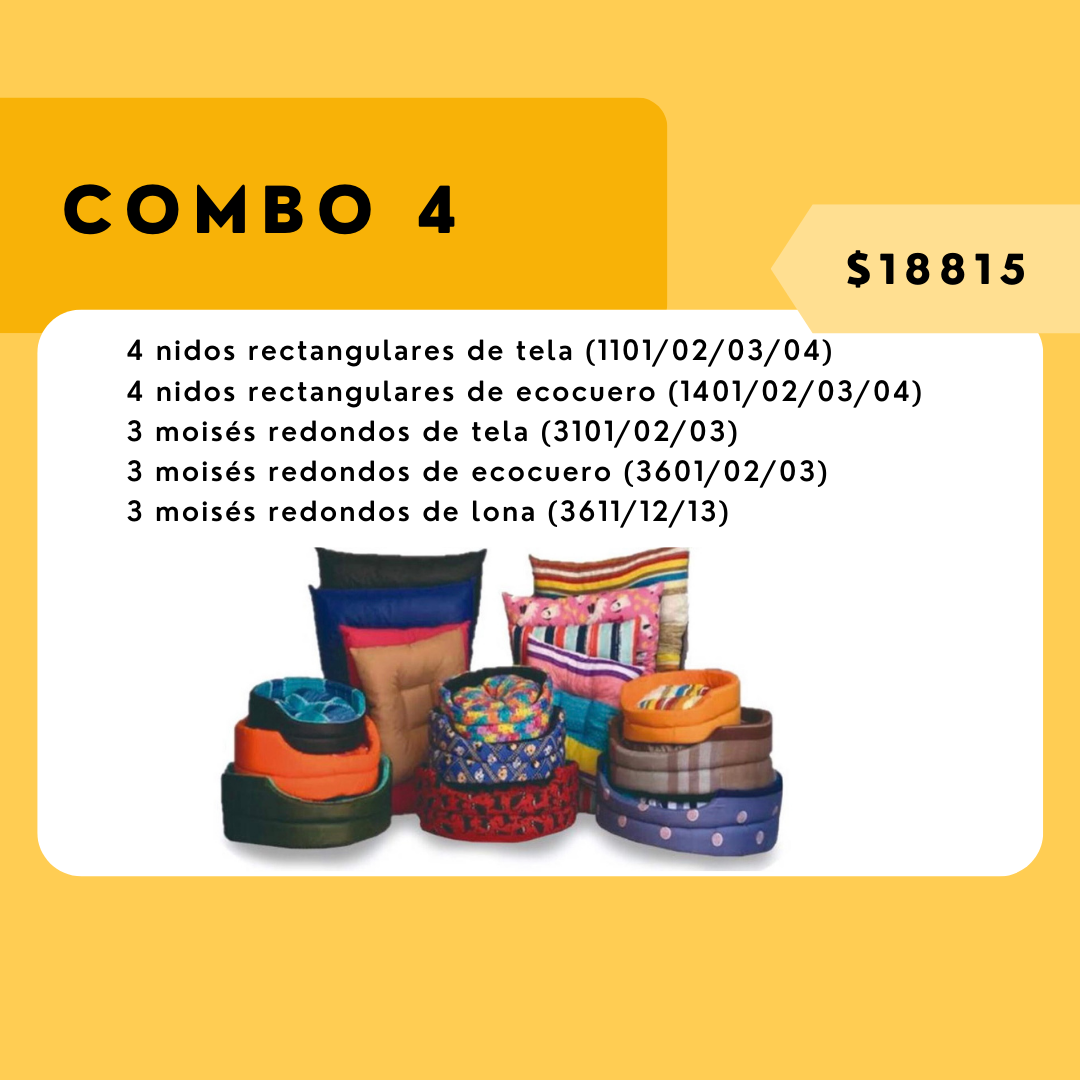 COMBO 4
$18815
4 nidos rectangulares de tela (1101/02/03/04)
4 nidos rectangulares de ecocuero (1401/02/03/04)
3 moisés redondos de tela (3101/02/03)
3 moisés redondos de ecocuero (3601/02/03)
3 moisés redondos de lona (3611/12/13)